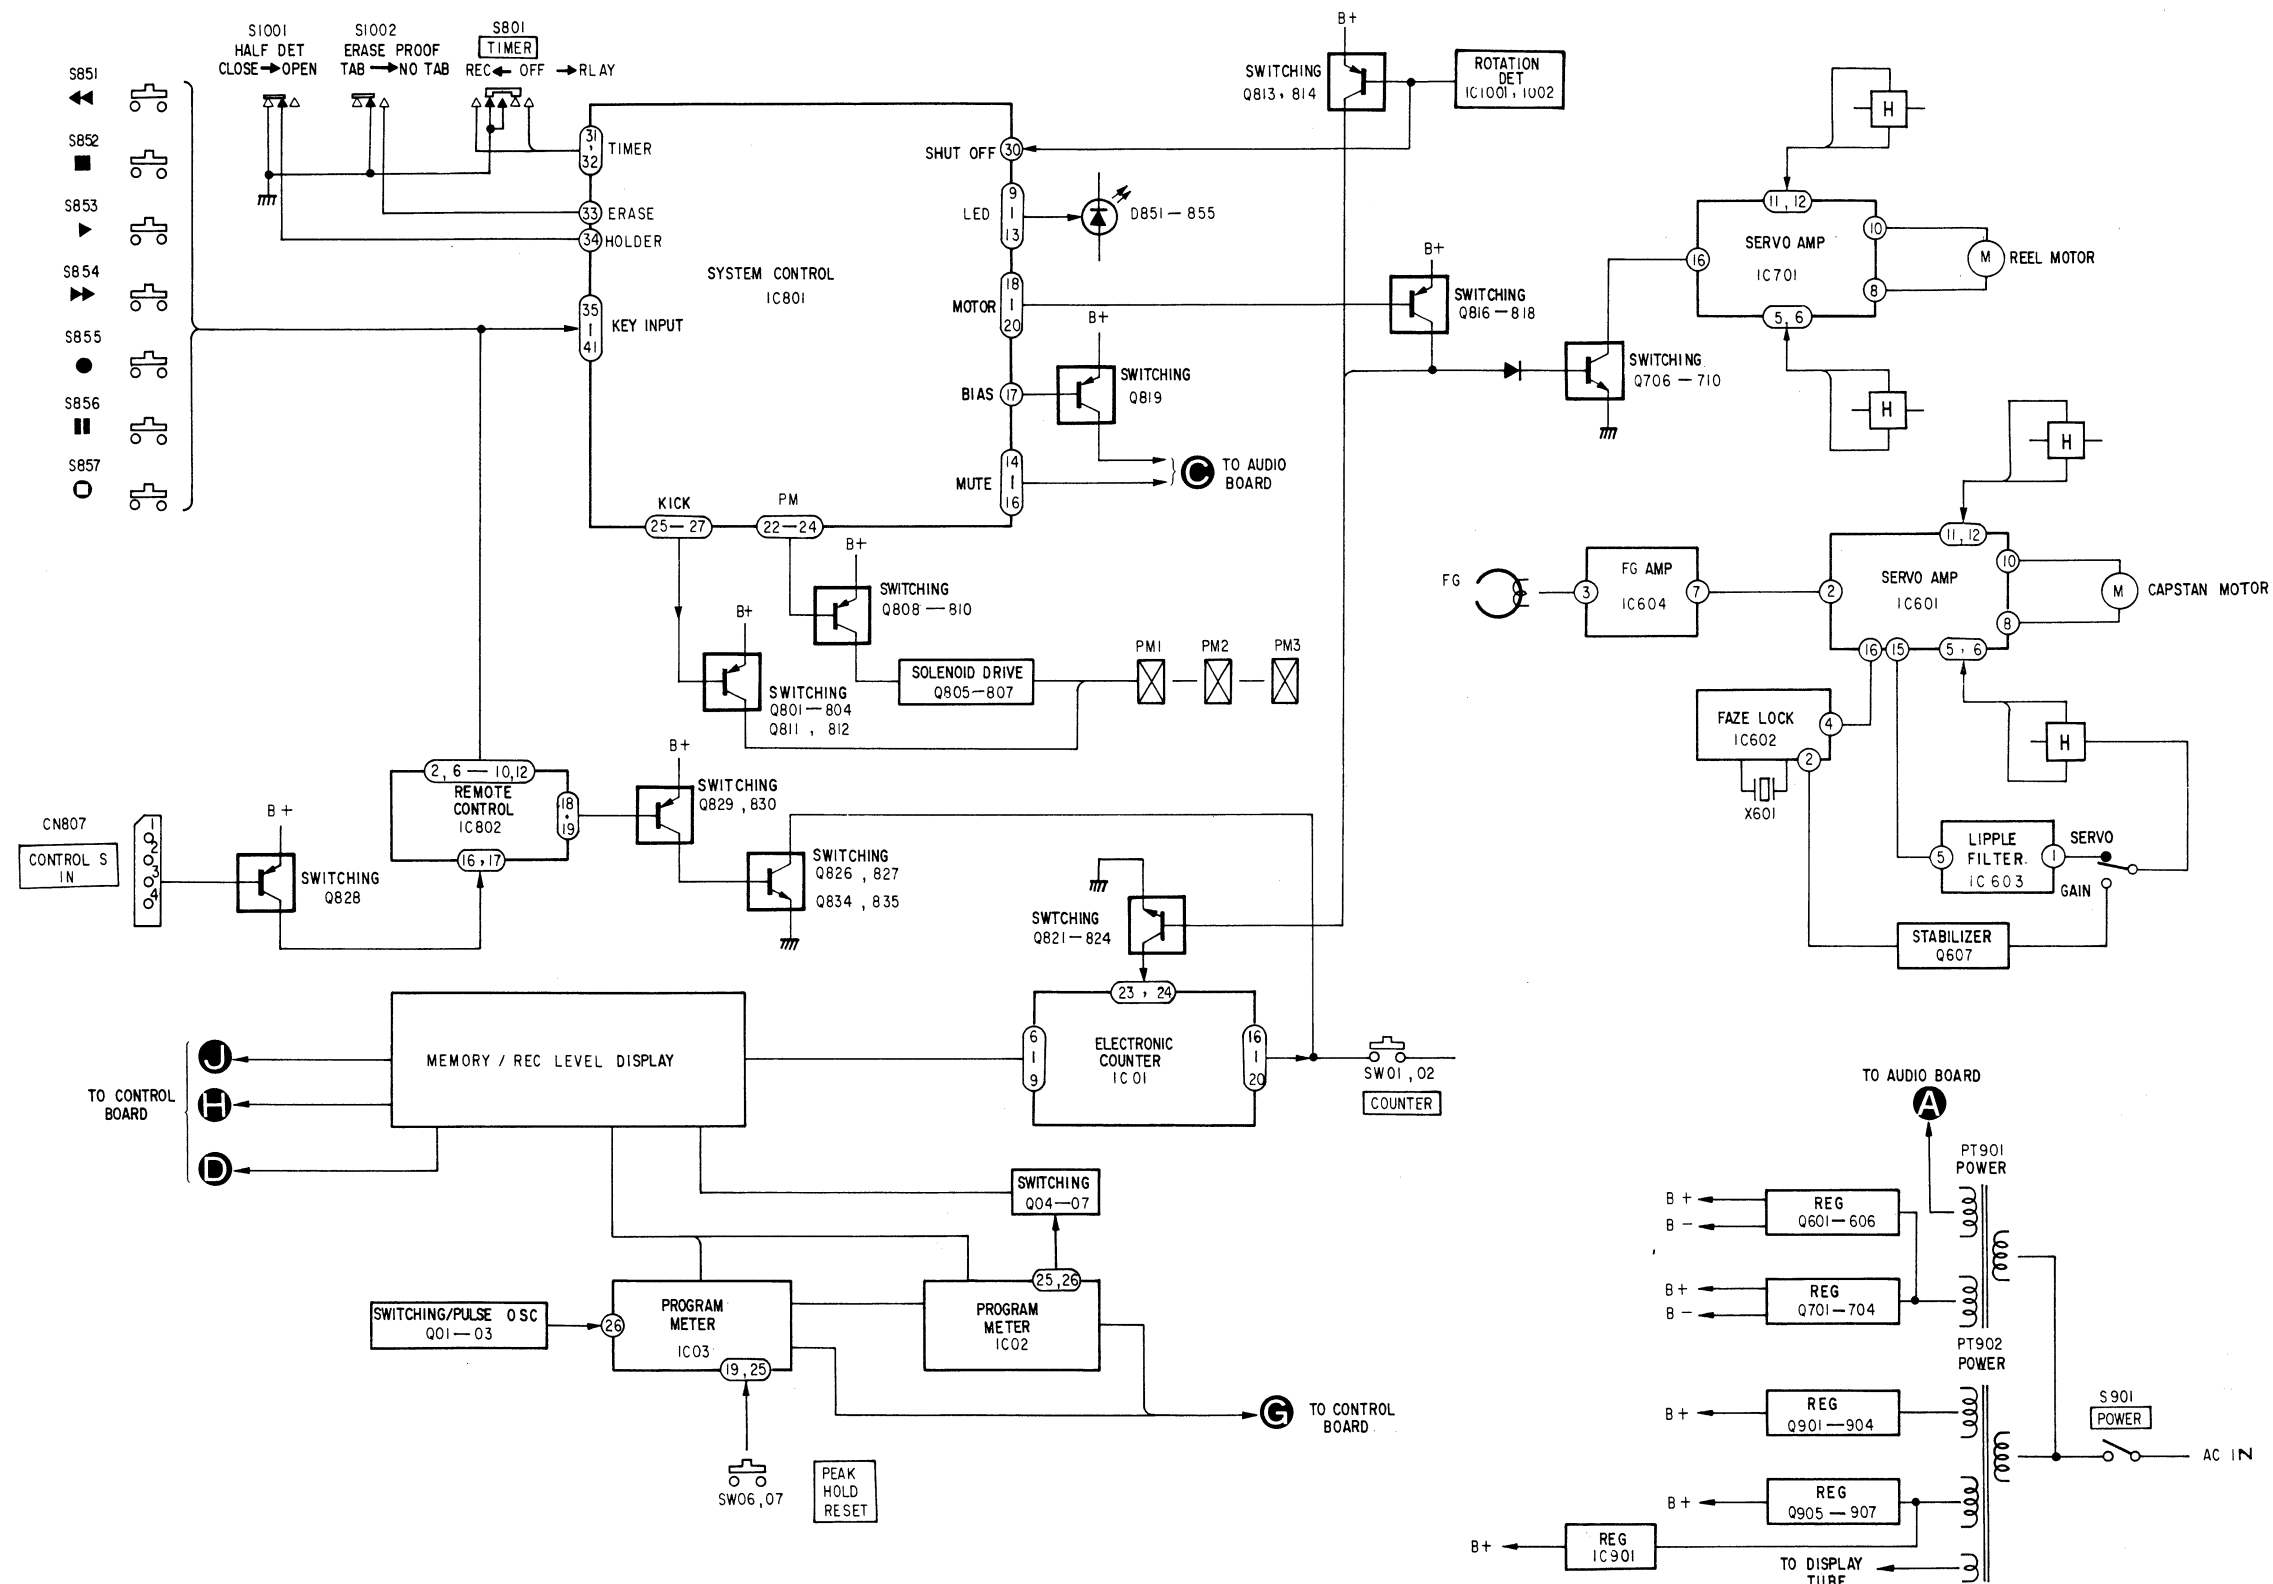 S851
S852
S853
S854
S855
S856
S857
S1001
HALF DET
CLOSE→OPEN
S1002
ERASE PROOF
TAB →NO TAB
S801
TIMER
REC← OFF →RLAY
31
,
32
TIMER
33
ERASE
34
HOLDER
35
I
41
KEY INPUT
SYSTEM CONTROL
IC801
SHUT OFF
30
LED
9
I
13
D851—855
MOTOR
18
I
20
BIAS
17
MUTE
14
I
16
KICK
25—27
PM
22—24
B+
SWITCHING
Q813, 814
ROTATION
DET
IC1001, 1002
B+
SWITCHING
Q816—818
B+
SWITCHING
Q819
C
TO AUDIO
BOARD
SWITCHING
Q706—710
H
11, 12
SERVO AMP
IC701
16
10
8
5, 6
M
REEL MOTOR
H
H
11, 12
FG
3
FG AMP
IC604
7
2
SERVO AMP
IC601
10
8
M
CAPSTAN MOTOR
16
15
5, 6
FAZE LOCK
IC602
4
2
X601
H
LIPPLE
FILTER.
IC603
5
1
SERVO
GAIN
STABILIZER
Q607
B+
SWITCHING
Q808—810
B+
SWITCHING
Q801—804
Q811, 812
SOLENOID DRIVE
Q805—807
PM1
PM2
PM3
2, 6 — 10,12
REMOTE
CONTROL
IC802
18
19
16,17
B+
SWITCHING
Q829, 830
SWITCHING
Q826, 827
Q834, 835
CN807
CONTROL S
IN
1
2
3
4
B+
SWITCHING
Q828
SWTCHING
Q821—824
23, 24
ELECTRONIC
COUNTER
IC01
6
I
9
16
I
20
SW01, 02
COUNTER
MEMORY / REC LEVEL DISPLAY
J
H
D
TO CONTROL
BOARD
SWITCHING
Q04—07
SWITCHING/PULSE OSC
Q01—03
26
PROGRAM
METER
IC03
19,25
25,26
PROGRAM
METER
IC02
G
TO CONTROL
BOARD
SW06,07
PEAK
HOLD
RESET
TO AUDIO BOARD
A
PT901
POWER
B+
B−
REG
Q601—606
B+
B−
REG
Q701—704
PT902
POWER
B+
REG
Q901—904
B+
REG
Q905—907
B+
REG
IC901
TO DISPLAY
TUBE
S901
POWER
AC IN